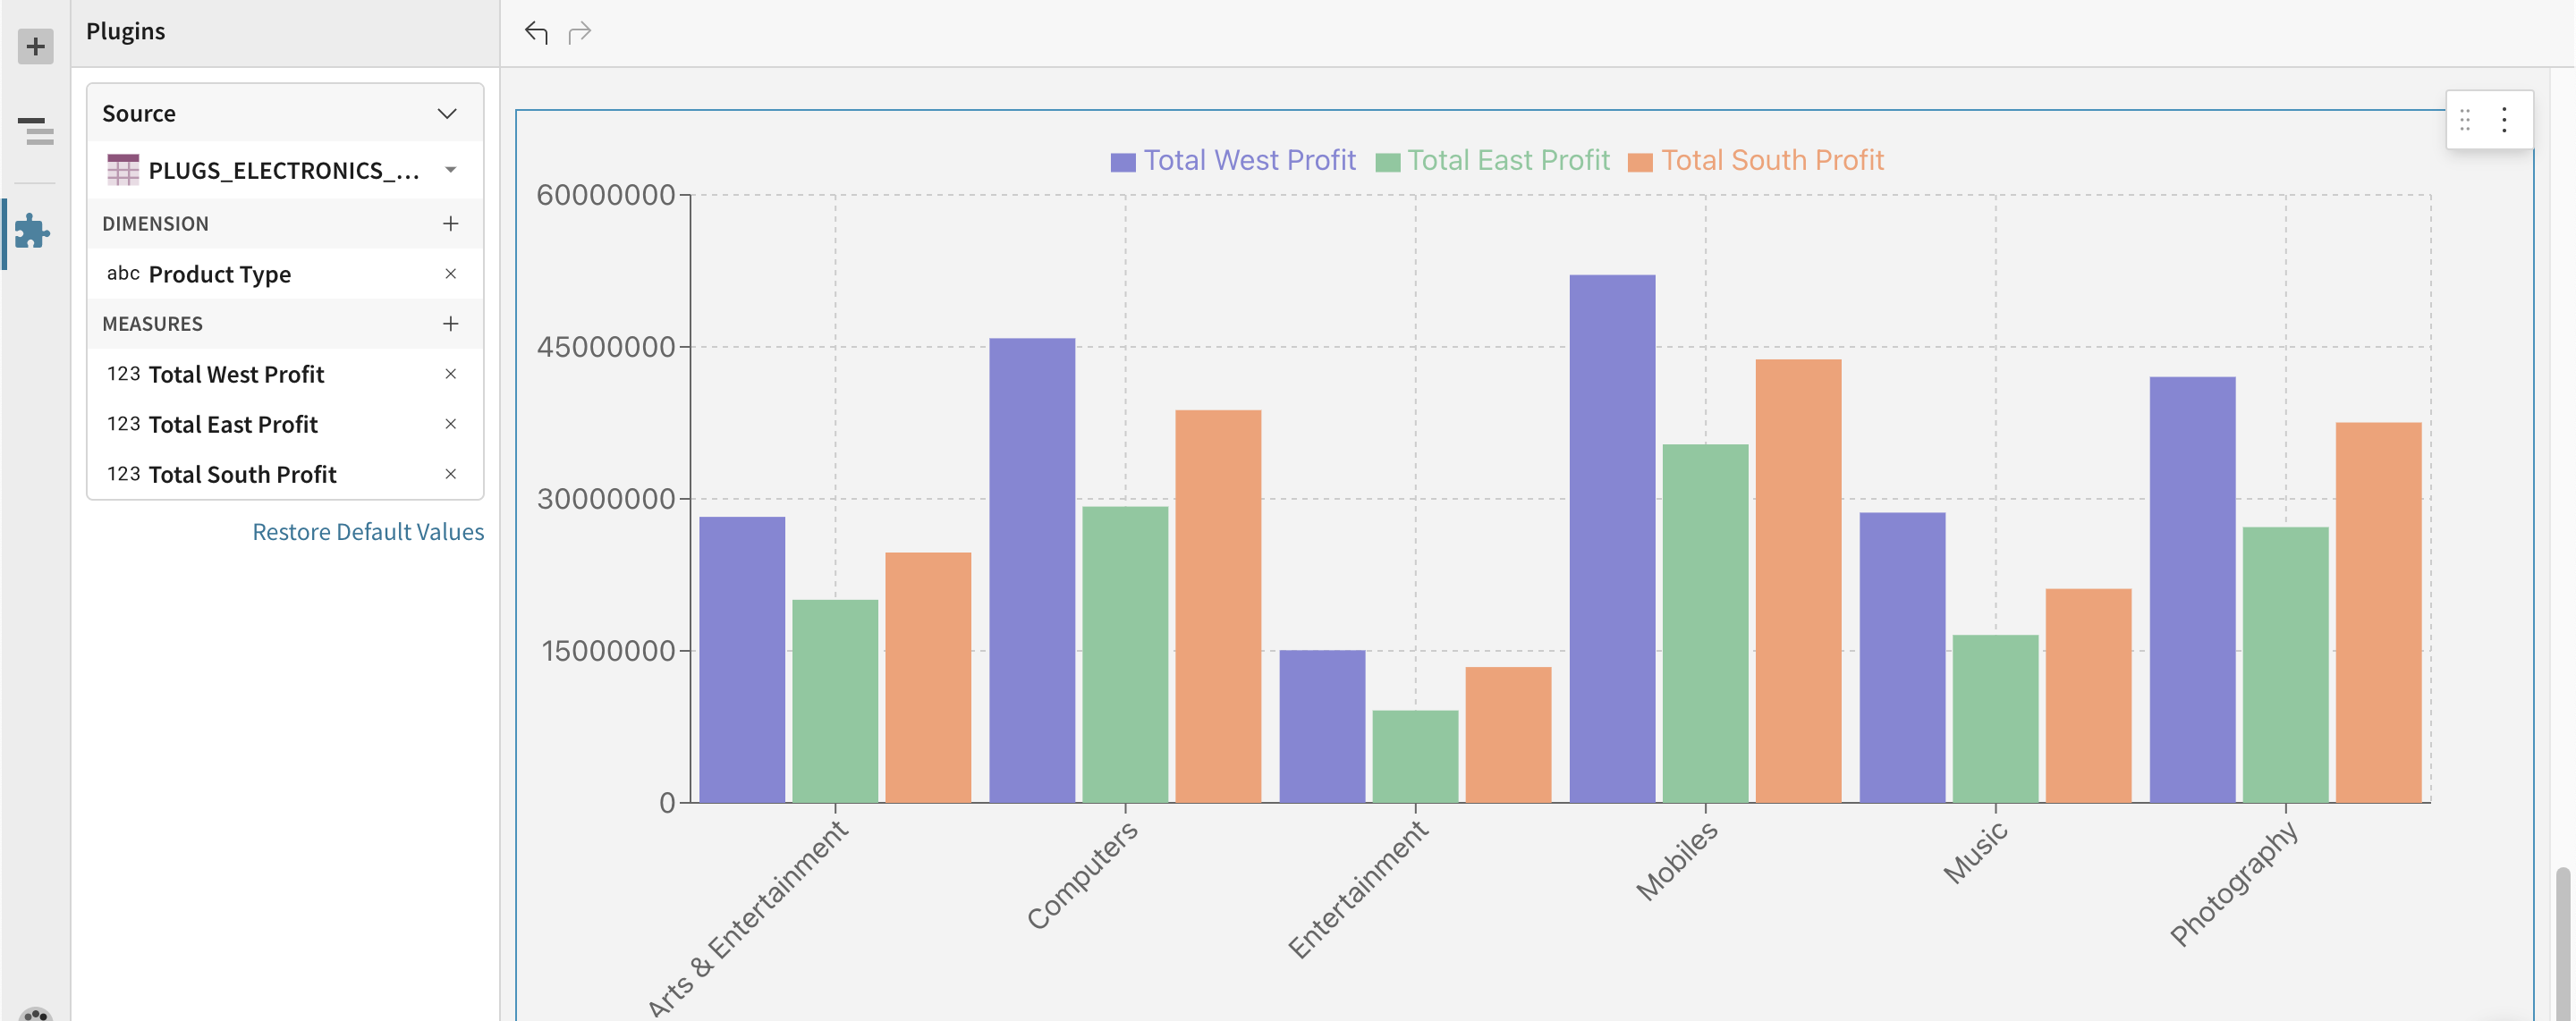 Plugins
Source
PLUGS_ELECTRONICS_...
DIMENSION
abc Product Type
MEASURES
123 Total West Profit
123 Total East Profit
123 Total South Profit
Restore Default Values
Total West Profit Total East Profit Total South Profit
60000000
45000000
30000000
15000000
0
Arts & Entertainment
Computers
Entertainment
Mobiles
Music
Photography